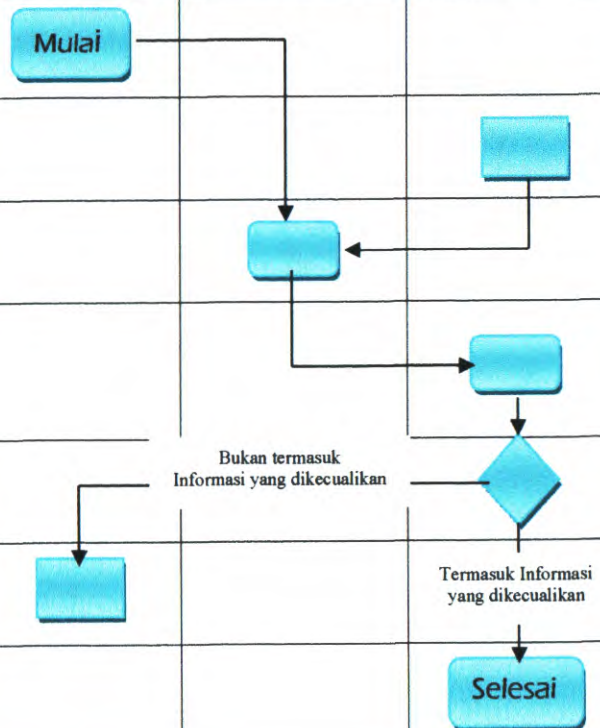 Mulai
Bukan termasuk
Informasi yang dikecualikan
Termasuk Informasi
yang dikecualikan
Selesai